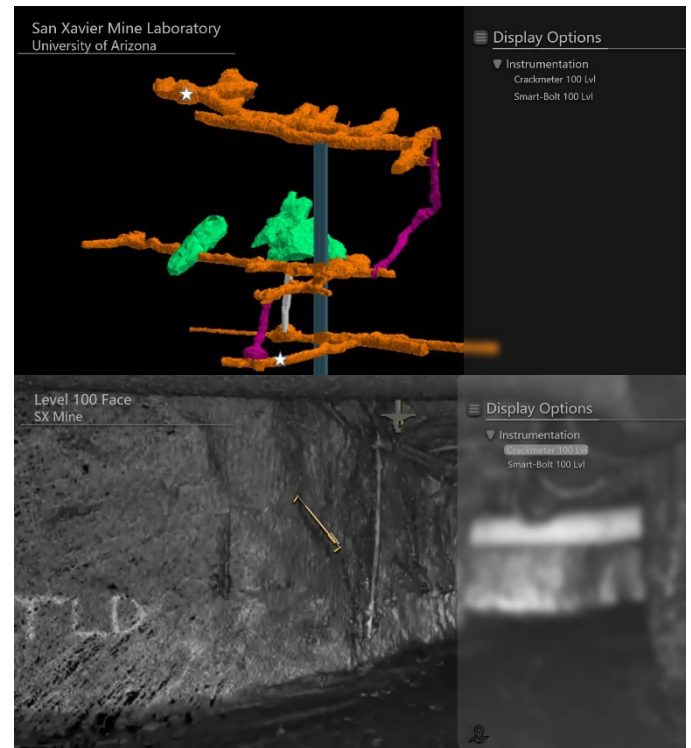 San Xavier Mine Laboratory
University of Arizona
Display Options
Instrumentation
Crackmeter 100 Lvl
Smart-Bolt 100 Lvl
Level 100 Face
SX Mine
Display Options
Instrumentation
Crackmeter 100 Lvl
Smart-Bolt 100 Lvl
TLD